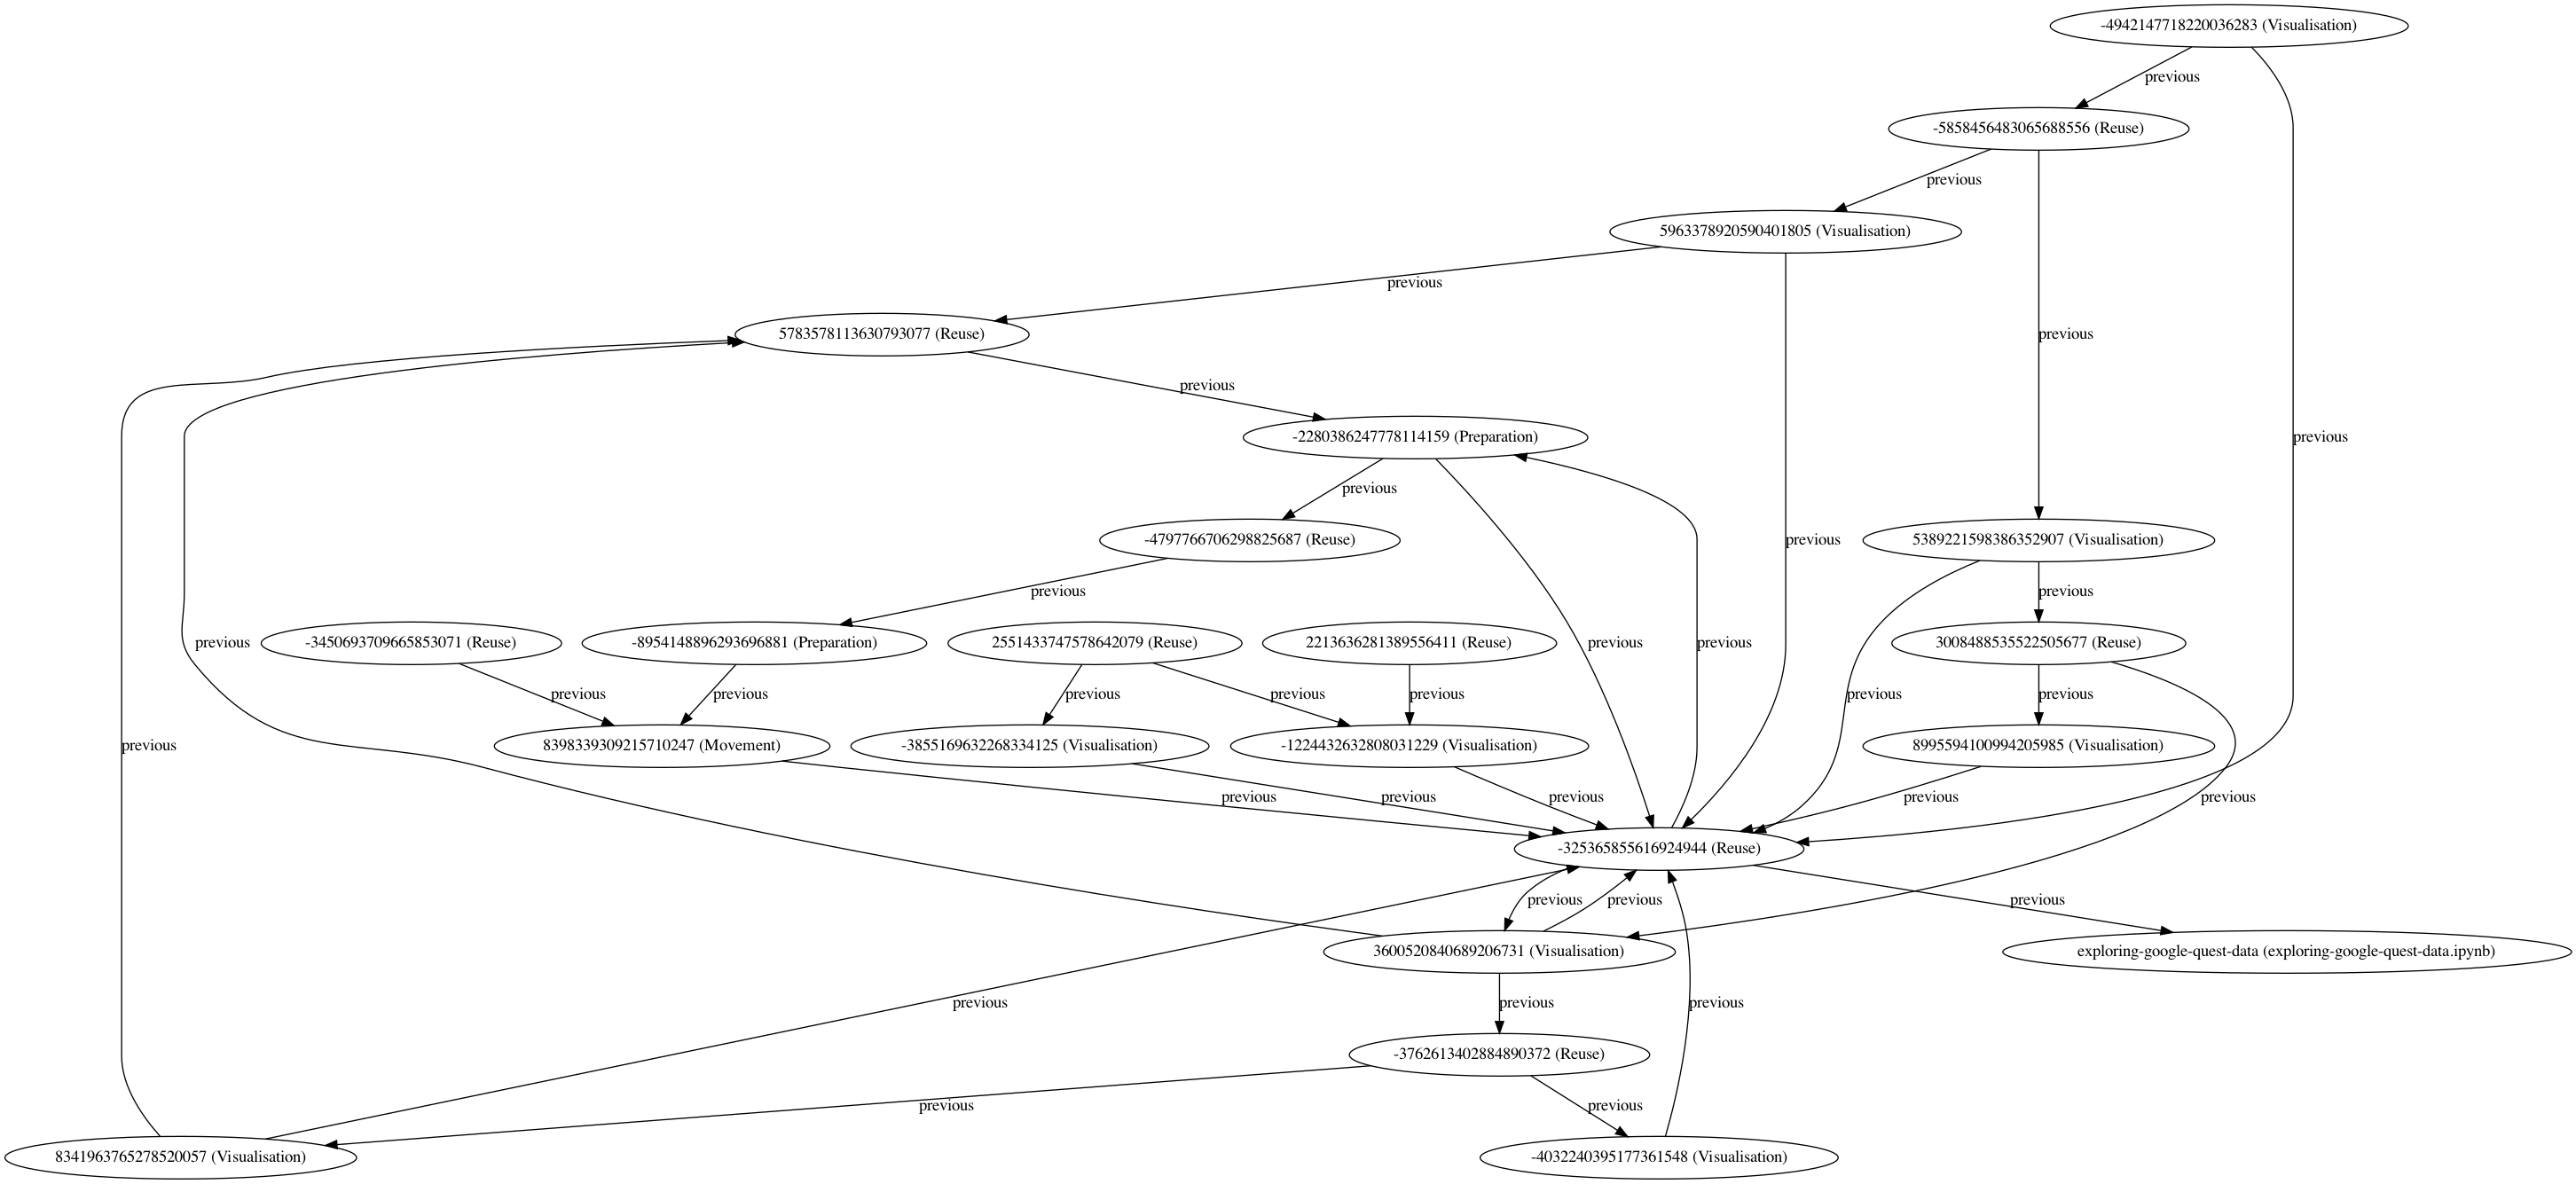 -4942147718220036283 (Visualisation)
previous
-5858456483065688556 (Reuse)
previous
5963378920590401805 (Visualisation)
previous
5783578113630793077 (Reuse)
previous
previous
-2280386247778114159 (Preparation)
previous
previous
-4797766706298825687 (Reuse)
previous
5389221598386352907 (Visualisation)
previous
previous
-3450693709665853071 (Reuse)
-8954148896293696881 (Preparation)
2551433747578642079 (Reuse)
2213636281389556411 (Reuse)
previous
previous
previous
3008488535522505677 (Reuse)
previous
previous
previous
previous
previous
previous
previous
previous
8398339309215710247 (Movement)
-3855169632268334125 (Visualisation)
-1224432632808031229 (Visualisation)
8995594100994205985 (Visualisation)
previous
previous
previous
previous
previous
previous
-325365855616924944 (Reuse)
previous
previous
previous
3600520840689206731 (Visualisation)
exploring-google-quest-data (exploring-google-quest-data.ipynb)
previous
previous
previous
-3762613402884890372 (Reuse)
previous
previous
8341963765278520057 (Visualisation)
-4032240395177361548 (Visualisation)